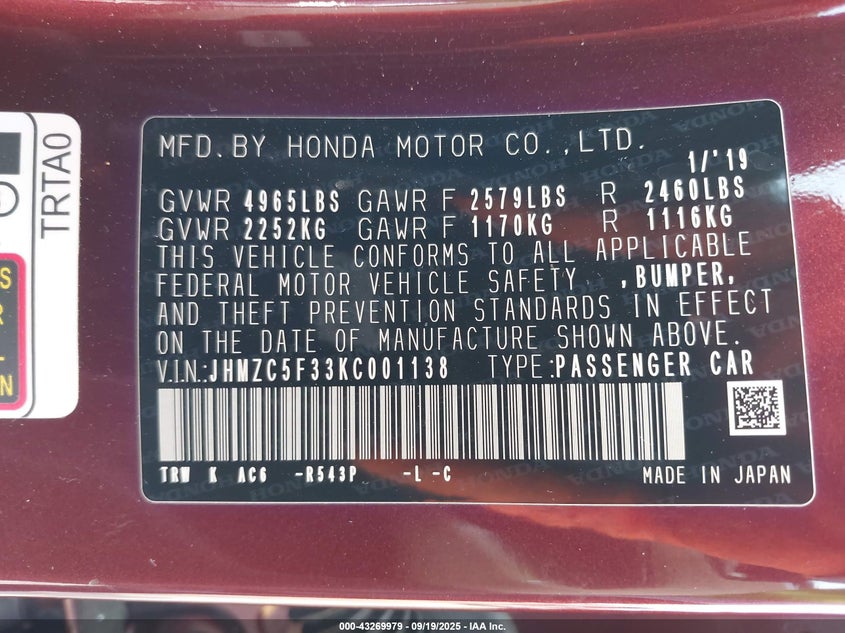 TRTA0
S
R
L
N
MFD.BY HONDA MOTOR CO.,LTD.
1/'19
GVWR 4965LBS GAWR F 2579LBS R 2460LBS
GVWR 2252KG GAWR F 1170KG R 1116KG
THIS VEHICLE CONFORMS TO ALL APPLICABLE
FEDERAL MOTOR VEHICLE SAFETY ,BUMPER,
AND THEFT PREVENTION STANDARDS IN EFFECT
ON THE DATE OF MANUFACTURE SHOWN ABOVE.
V.I.N.:JHMZC5F33KC001138 TYPE:PASSENGER CAR
TRW K AC6 -R543P -L -C
MADE IN JAPAN
000-43269979 - 09/19/2025 - IAA Inc.